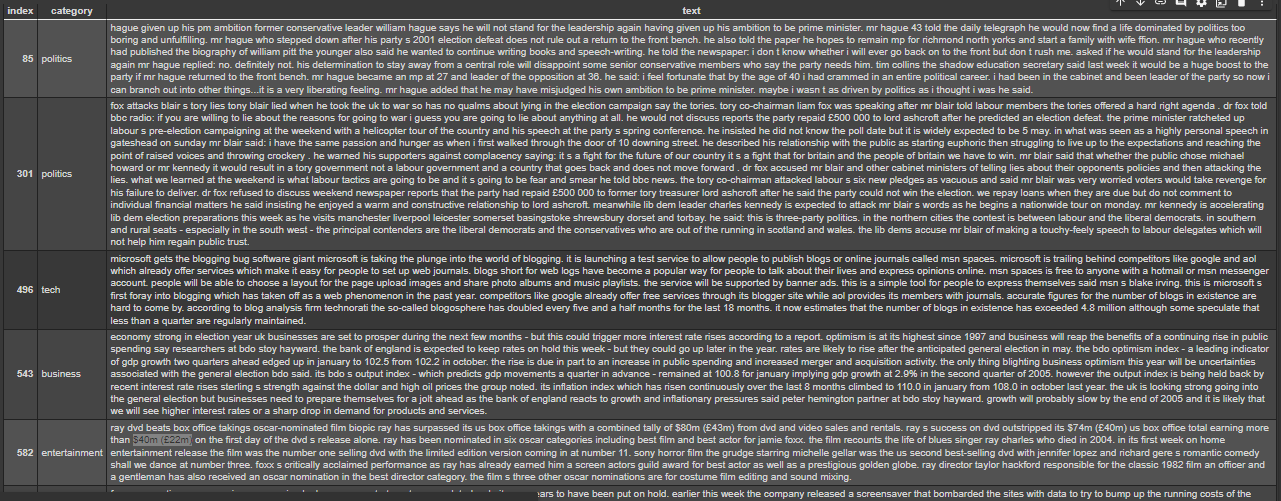 index category text
85 politics
hague given up his pm ambition former conservative leader william hague says he will not stand for the leadership again having given up his ambition to be prime minister. mr hague 43 told the daily telegraph he would now find a life dominated by politics too
boring and unfulfilling. mr hague who stepped down after his party s 2001 election defeat does not rule out a return to the front bench. he also told the paper he hopes to remain mp for richmond north yorks and start a family with wife ffion. mr hague who recently
had published the biography of william pitt the younger also said he wanted to continue writing books and speech-writing. he told the newspaper: i don t know whether i will ever go back on to the front but don t rush me. asked if he would stand for the leadership
again mr hague replied: no. definitely not. his determination to stay away from a central role will disappoint some senior conservative members who say the party needs him. tim collins the shadow education secretary said last week it would be a huge boost to the
party if mr hague returned to the front bench. mr hague became an mp at 27 and leader of the opposition at 36. he said: i feel fortunate that by the age of 40 i had crammed in an entire political career. i had been in the cabinet and been leader of the party so now i
can branch out into other things...it is a very liberating feeling. mr hague added that he may have misjudged his own ambition to be prime minister. maybe i wasn t as driven by politics as i thought i was he said.
301 politics
fox attacks blair s tory lies tony blair lied when he took the uk to war so has no qualms about lying in the election campaign say the tories. tory co-chairman liam fox was speaking after mr blair told labour members the tories offered a hard right agenda . dr fox told
bbc radio: if you are willing to lie about the reasons for going to war i guess you are going to lie about anything at all. he would not discuss reports the party repaid £500 000 to lord ashcroft after he predicted an election defeat. the prime minister ratcheted up
labour s pre-election campaigning at the weekend with a helicopter tour of the country and his speech at the party s spring conference. he insisted he did not know the poll date but it is widely expected to be 5 may. in what was seen as a highly personal speech in
gateshead on sunday mr blair said: i have the same passion and hunger as when i first walked through the door of 10 downing street. he described his relationship with the public as starting euphoric then struggling to live up to the expectations and reaching the
point of raised voices and throwing crockery . he warned his supporters against complacency saying: it s a fight for the future of our country it s a fight that for britain and the people of britain we have to win. mr blair said that whether the public chose michael
howard or mr kennedy it would result in a tory government not a labour government and a country that goes back and does not move forward . dr fox accused mr blair and other cabinet ministers of telling lies about their opponents policies and then attacking the
lies. what we learned at the weekend is what labour tactics are going to be and it s going to be fear and smear he told bbc news. the tory co-chairman attacked labour s six new pledges as vacuous and said mr blair was very worried voters would take revenge for
his failure to deliver. dr fox refused to discuss weekend newspaper reports that the party had repaid £500 000 to former tory treasurer lord ashcroft after he said the party could not win the election. we repay loans when they are due but do not comment to
individual financial matters he said insisting he enjoyed a warm and constructive relationship to lord ashcroft. meanwhile lib dem leader charles kennedy is expected to attack mr blair s words as he begins a nationwide tour on monday. mr kennedy is accelerating
lib dem election preparations this week as he visits manchester liverpool leicester somerset basingstoke shrewsbury dorset and torbay. he said: this is three-party politics. in the northern cities the contest is between labour and the liberal democrats. in southern
and rural seats - especially in the south west - the principal contenders are the liberal democrats and the conservatives who are out of the running in scotland and wales. the lib dems accuse mr blair of making a touchy-feely speech to labour delegates which will
not help him regain public trust.
496 tech
microsoft gets the blogging bug software giant microsoft is taking the plunge into the world of blogging. it is launching a test service to allow people to publish blogs or online journals called msn spaces. microsoft is trailing behind competitors like google and aol
which already offer services which make it easy for people to set up web journals. blogs short for web logs have become a popular way for people to talk about their lives and express opinions online. msn spaces is free to anyone with a hotmail or msn messenger
account. people will be able to choose a layout for the page upload images and share photo albums and music playlists. the service will be supported by banner ads. this is a simple tool for people to express themselves said msn s blake irving. this is microsoft s
first foray into blogging which has taken off as a web phenomenon in the past year. competitors like google already offer free services through its blogger site while aol provides its members with journals. accurate figures for the number of blogs in existence are
hard to come by. according to blog analysis firm technorati the so-called blogosphere has doubled every five and a half months for the last 18 months. it now estimates that the number of blogs in existence has exceeded 4.8 million although some speculate that
less than a quarter are regularly maintained.
543 business
economy strong in election year uk businesses are set to prosper during the next few months - but this could trigger more interest rate rises according to a report. optimism is at its highest since 1997 and business will reap the benefits of a continuing rise in public
spending say researchers at bdo stoy hayward. the bank of england is expected to keep rates on hold this week - but they could go up later in the year. rates are likely to rise after the anticipated general election in may. the bdo optimism index - a leading indicator
of gdp growth two quarters ahead edged up in january to 102.5 from 102.2 in october. the rise is due in part to an increase in public spending and increased merger and acquisition activity. the only thing blighting business optimism this year will be uncertainties
associated with the general election bdo said. its bdo s output index - which predicts gdp movements a quarter in advance - remained at 100.8 for january implying gdp growth at 2.9% in the second quarter of 2005. however the output index is being held back by
recent interest rate rises sterling s strength against the dollar and high oil prices the group noted. its inflation index which has risen continuously over the last 8 months climbed to 110.0 in january from 108.0 in october last year. the uk is looking strong going into
the general election but businesses need to prepare themselves for a jolt ahead as the bank of england reacts to growth and inflationary pressures said peter hemington partner at bdo stoy hayward. growth will probably slow by the end of 2005 and it is likely that
we will see higher interest rates or a sharp drop in demand for products and services.
582 entertainment
ray dvd beats box office takings oscar-nominated film biopic ray has surpassed its us box office takings with a combined tally of $80m (£43m) from dvd and video sales and rentals. ray s success on dvd outstripped its $74m (£40m) us box office total earning more
than $40m (£22m) on the first day of the dvd s release alone. ray has been nominated in six oscar categories including best film and best actor for jamie foxx. the film recounts the life of blues singer ray charles who died in 2004. in its first week on home
entertainment release the film was the number one selling dvd with the limited edition version coming in at number 11. sony horror film the grudge starring michelle gellar was the us second best-selling dvd with jennifer lopez and richard gere s romantic comedy
shall we dance at number three. foxx s critically acclaimed performance as ray has already earned him a screen actors guild award for best actor as well as a prestigious golden globe. ray director taylor hackford responsible for the classic 1982 film an officer and
a gentleman has also received an oscar nomination in the best director category. the film s three other oscar nominations are for costume film editing and sound mixing.
ears to have been put on hold. earlier this week the company released a screensaver that bombarded the sites with data to try to bump up the running costs of the